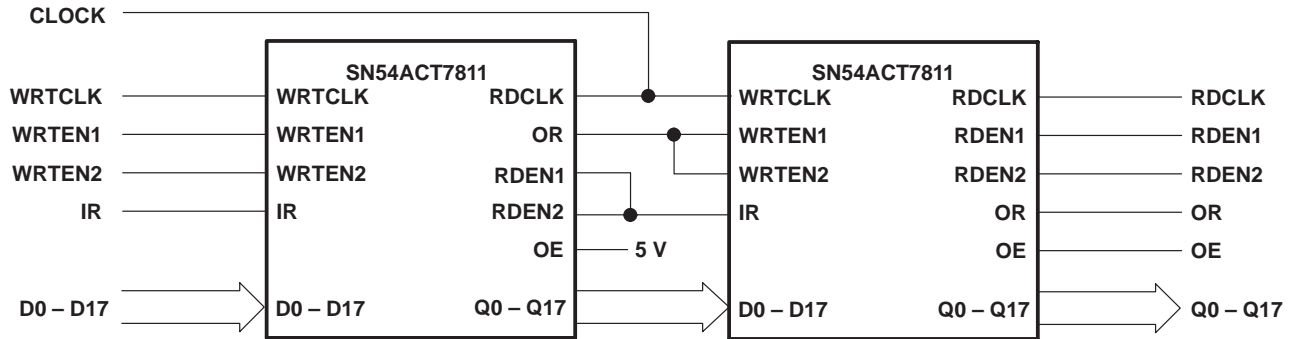 CLOCK
SN54ACT7811 SN54ACT7811
WRTCLK WRTCLK RDCLK WRTCLK RDCLK RDCLK
WRTEN1 WRTEN1 OR WRTEN1 RDEN1 RDEN1
WRTEN2 WRTEN2 RDEN1 WRTEN2 RDEN2 RDEN2
IR IR RDEN2 IR OR OR
OE 5 V OE OE
D0 – D17 D0 – D17 Q0 – Q17 D0 – D17 Q0 – Q17 Q0 – Q17